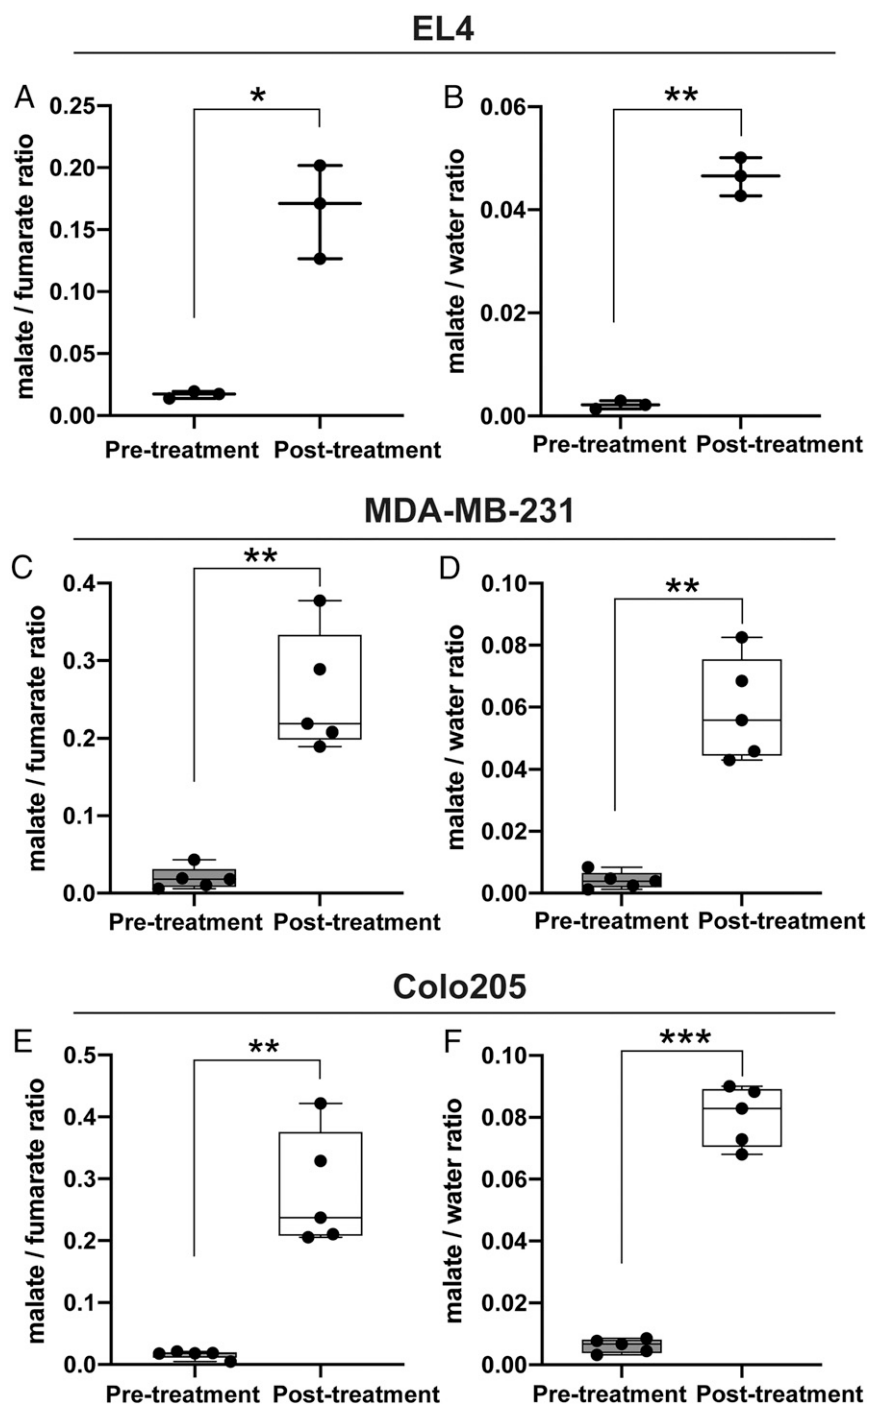 EL4
A
*
malate / fumarate ratio
0.25
0.20
0.15
0.10
0.05
0.00
Pre-treatment Post-treatment
B
**
malate / water ratio
0.06
0.04
0.02
0.00
Pre-treatment Post-treatment
MDA-MB-231
C
**
malate / fumarate ratio
0.4
0.3
0.2
0.1
0.0
Pre-treatment Post-treatment
D
**
malate / water ratio
0.10
0.08
0.06
0.04
0.02
0.00
Pre-treatment Post-treatment
Colo205
E
**
malate / fumarate ratio
0.5
0.4
0.3
0.2
0.1
0.0
Pre-treatment Post-treatment
F
***
malate / water ratio
0.10
0.08
0.06
0.04
0.02
0.00
Pre-treatment Post-treatment